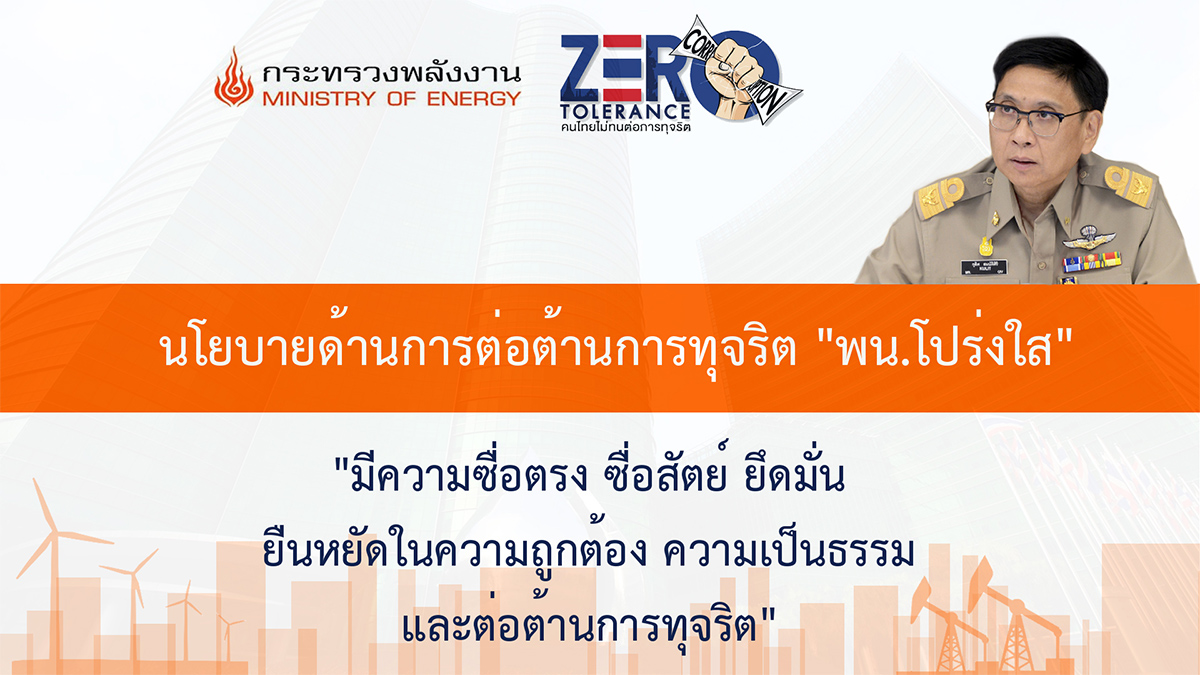 กระทรวงพลังงาน
MINISTRY OF ENERGY
ZERO
CORRUPTION
TOLERANCE
คนไทยไม่ทนต่อการทุจริต
นโยบายด้านการต่อต้านการทุจริต "พน.โปร่งใส"
"มีความซื่อตรง ซื่อสัตย์ ยึดมั่น
ยืนหยัดในความถูกต้อง ความเป็นธรรม
และต่อต้านการทุจริต"